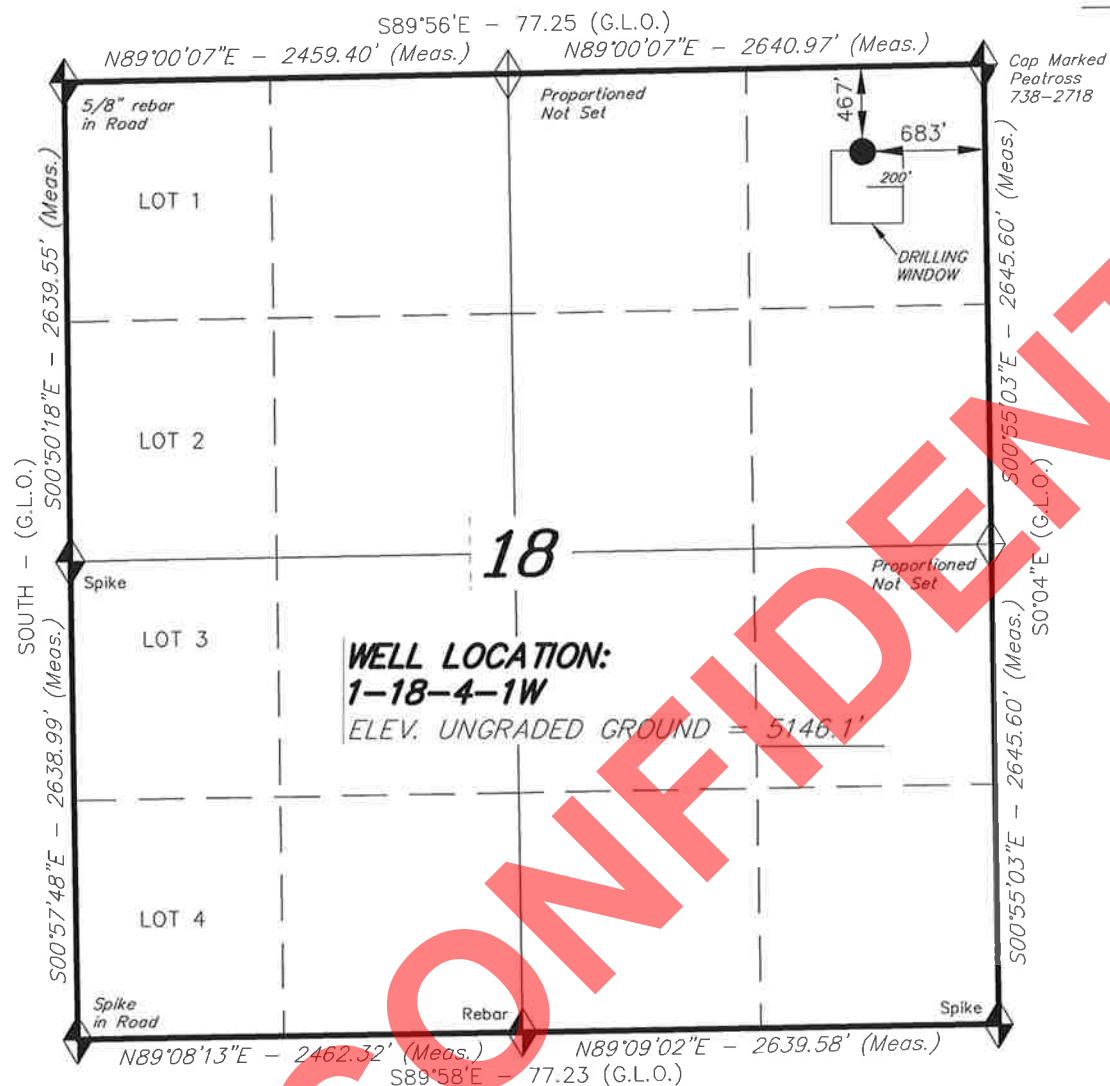 S89°56'E - 77.25 (G.L.O.)
N89°00'07"E - 2459.40' (Meas.)
N89°00'07"E - 2640.97' (Meas.)
Cap Marked
Peatross
738-2718
5/8" rebar
in Road
Proportioned
Not Set
467'
683'
200'
DRILLING
WINDOW
LOT 1
S00°50'18"E - 2639.55' (Meas.)
S00°55'03"E - 2645.60' (Meas.)
LOT 2
SOUTH - (G.L.O.)
S0°04"E (G.L.O.)
18
Spike
Proportioned
Not Set
LOT 3
WELL LOCATION:
1-18-4-1W
ELEV. UNGRADED GROUND = 5146.1'
S00°57'48"E - 2638.99' (Meas.)
S00°55'03"E - 2645.60' (Meas.)
LOT 4
Spike
in Road
Rebar
Spike
N89°08'13"E - 2462.32' (Meas.)
N89°09'02"E - 2639.58' (Meas.)
S89°58'E - 77.23 (G.L.O.)
CONFIDENT